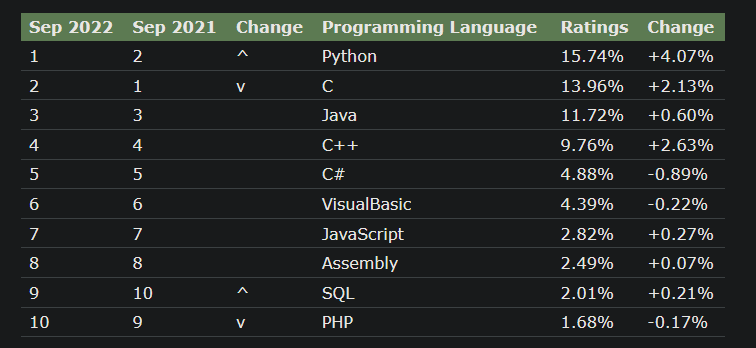 Sep 2022 Sep 2021 Change Programming Language Ratings Change
1 2 ^ Python 15.74% +4.07%
2 1 v C 13.96% +2.13%
3 3 Java 11.72% +0.60%
4 4 C++ 9.76% +2.63%
5 5 C# 4.88% -0.89%
6 6 VisualBasic 4.39% -0.22%
7 7 JavaScript 2.82% +0.27%
8 8 Assembly 2.49% +0.07%
9 10 ^ SQL 2.01% +0.21%
10 9 v PHP 1.68% -0.17%